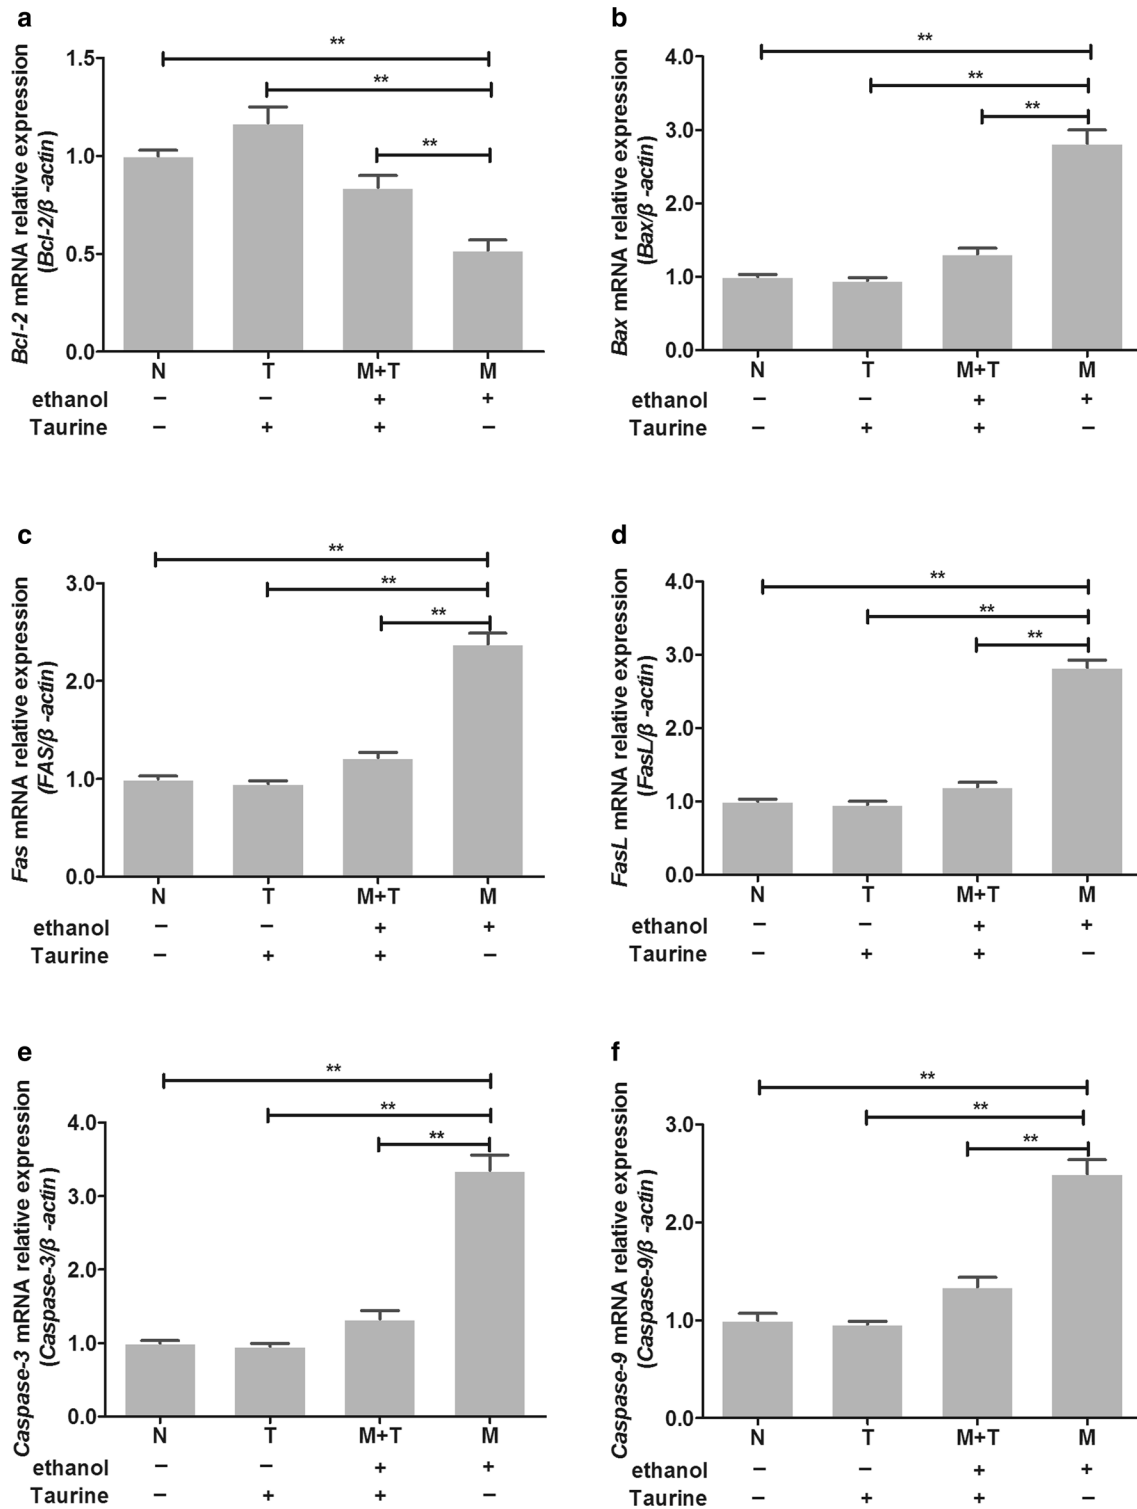 a
Bcl-2 mRNA relative expression
(Bcl-2/β -actin)
**
**
**
1.5
1.0
0.5
0.0
N T M+T M
ethanol – – + +
Taurine – + + –
b
Bax mRNA relative expression
(Bax/β -actin)
**
**
**
4.0
3.0
2.0
1.0
0.0
N T M+T M
ethanol – – + +
Taurine – + + –
c
Fas mRNA relative expression
(FAS/β -actin)
**
**
**
3.0
2.0
1.0
0.0
N T M+T M
ethanol – – + +
Taurine – + + –
d
FasL mRNA relative expression
(FasL/β -actin)
**
**
**
4.0
3.0
2.0
1.0
0.0
N T M+T M
ethanol – – + +
Taurine – + + –
e
Caspase-3 mRNA relative expression
(Caspase-3/β -actin)
**
**
**
4.0
3.0
2.0
1.0
0.0
N T M+T M
ethanol – – + +
Taurine – + + –
f
Caspase-9 mRNA relative expression
(Caspase-9/β -actin)
**
**
**
3.0
2.0
1.0
0.0
N T M+T M
ethanol – – + +
Taurine – + + –